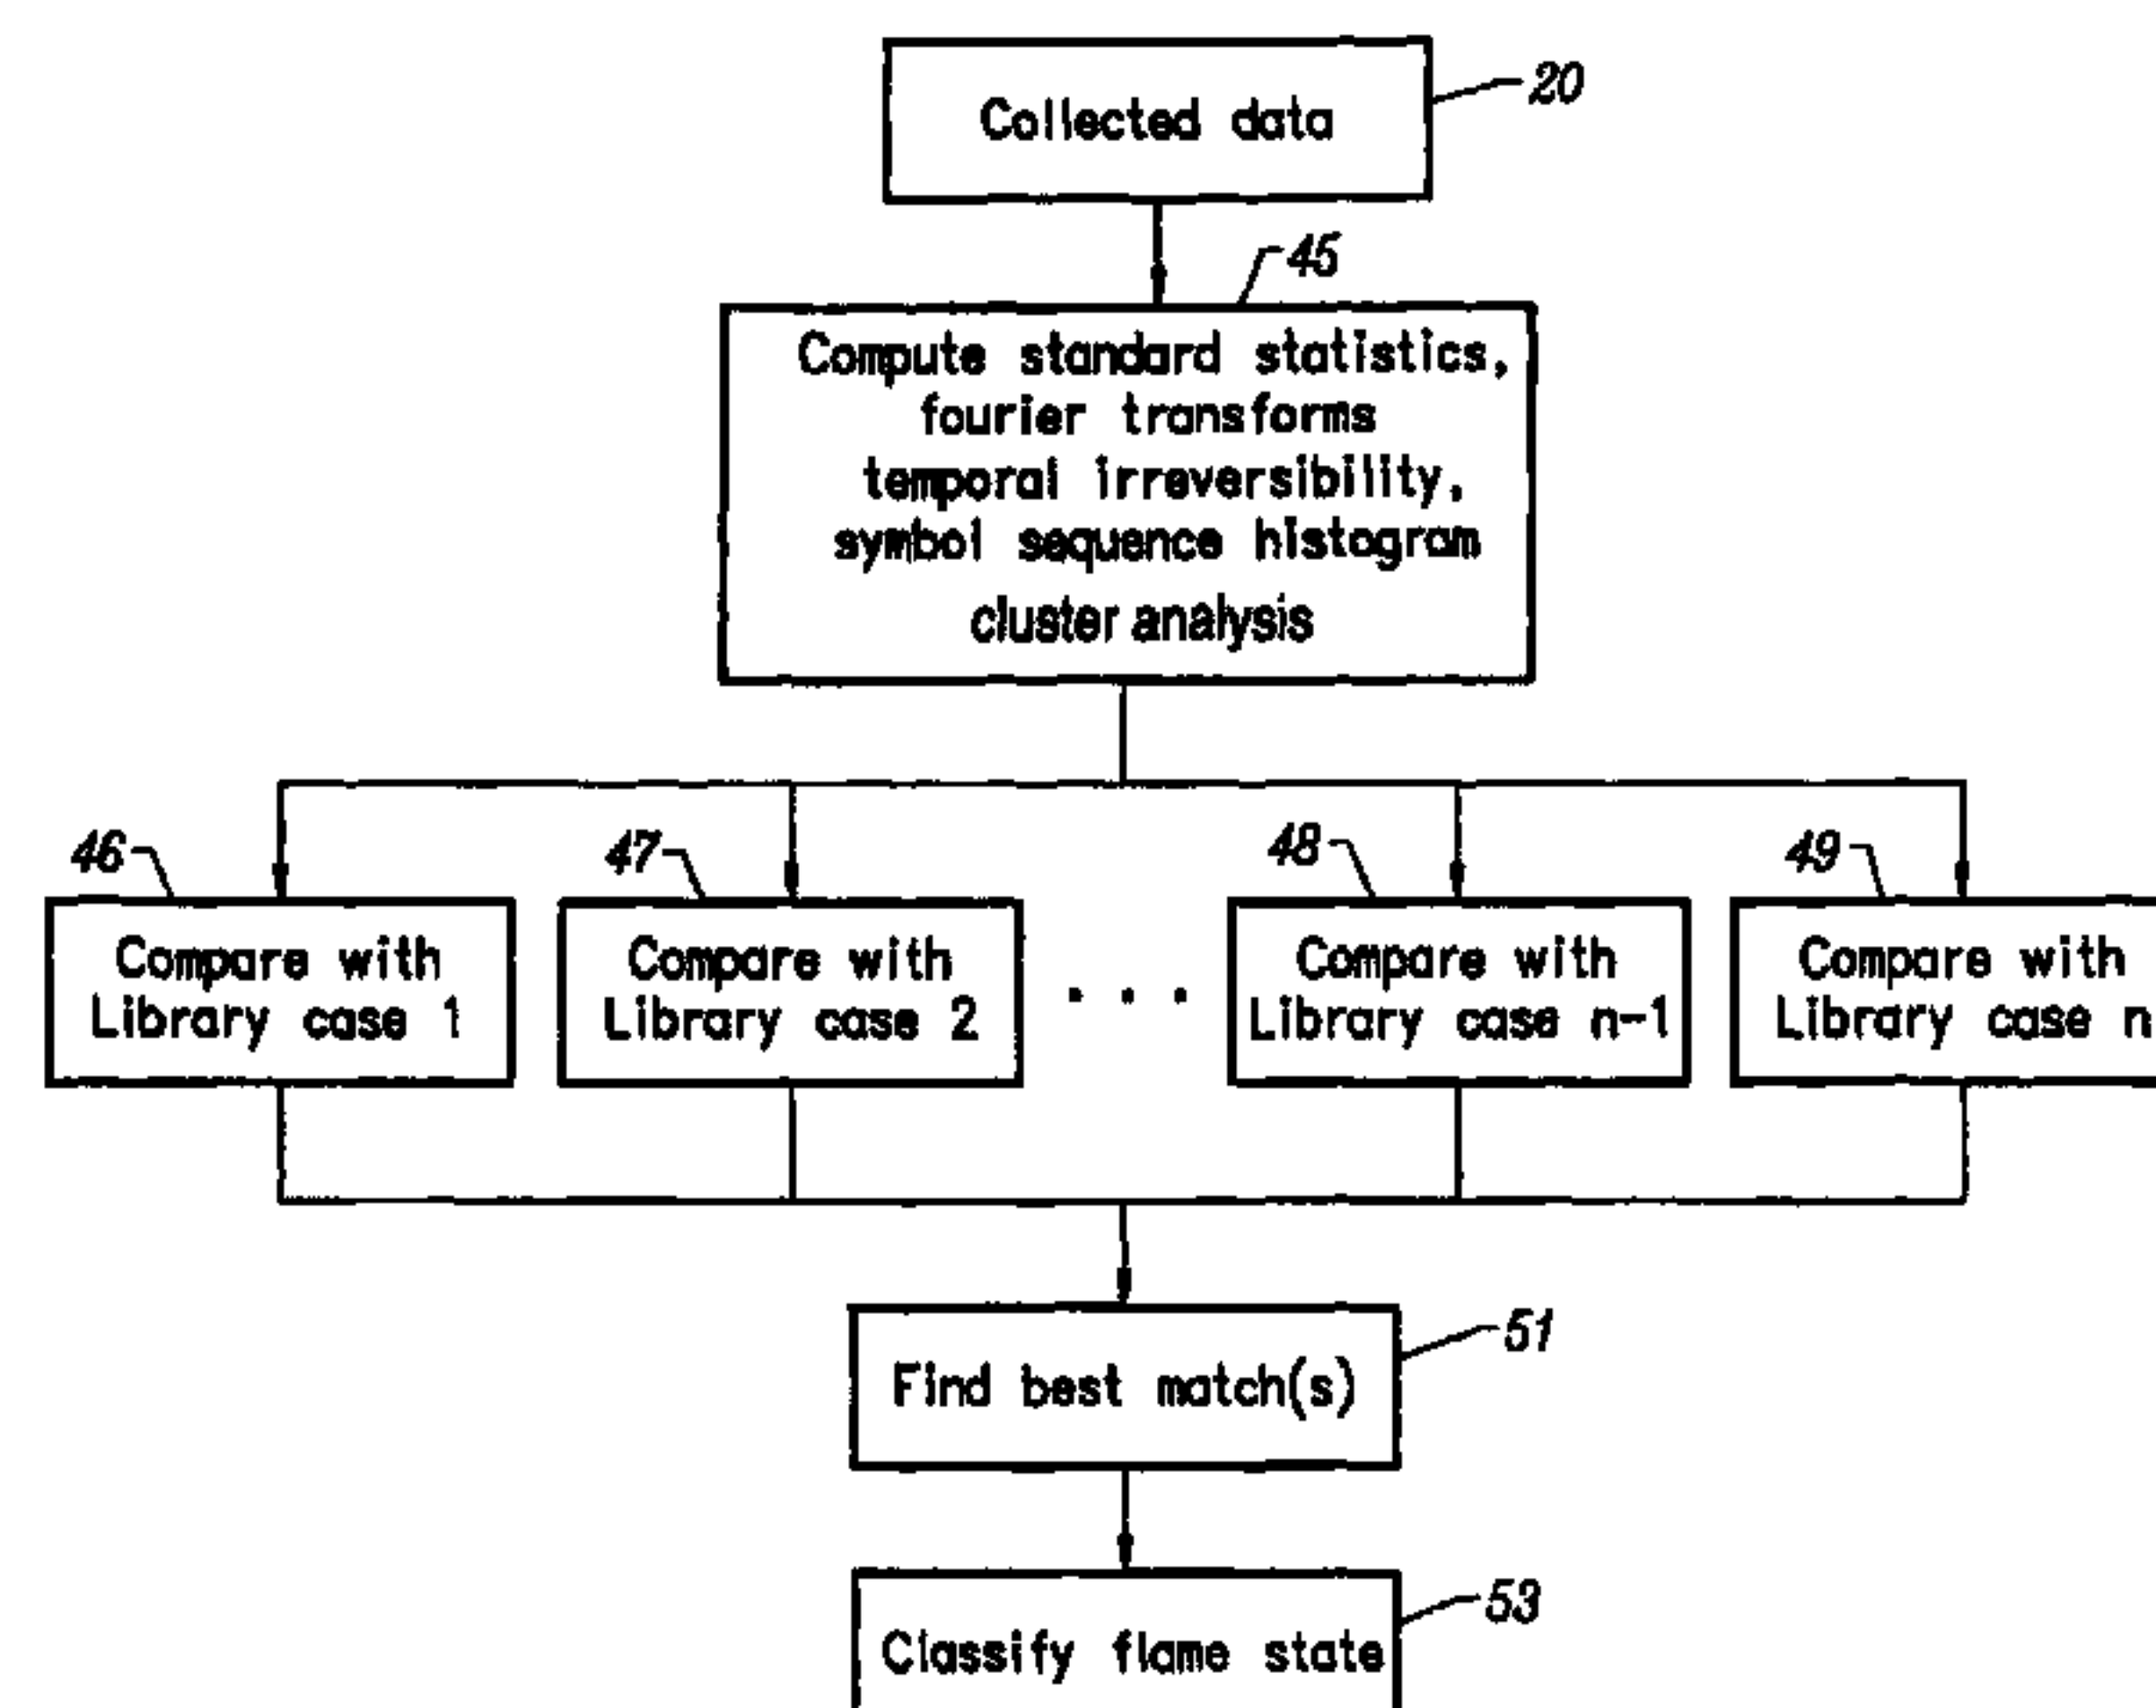 Collected data
20
45
Compute standard statistics,
fourier transforms
temporal irreversibility,
symbol sequence histogram
cluster analysis
46
47
48
49
Compare with
Library case 1
Compare with
Library case 2
. . .
Compare with
Library case n-1
Compare with
Library case n
51
Find best match(s)
53
Classify flame state